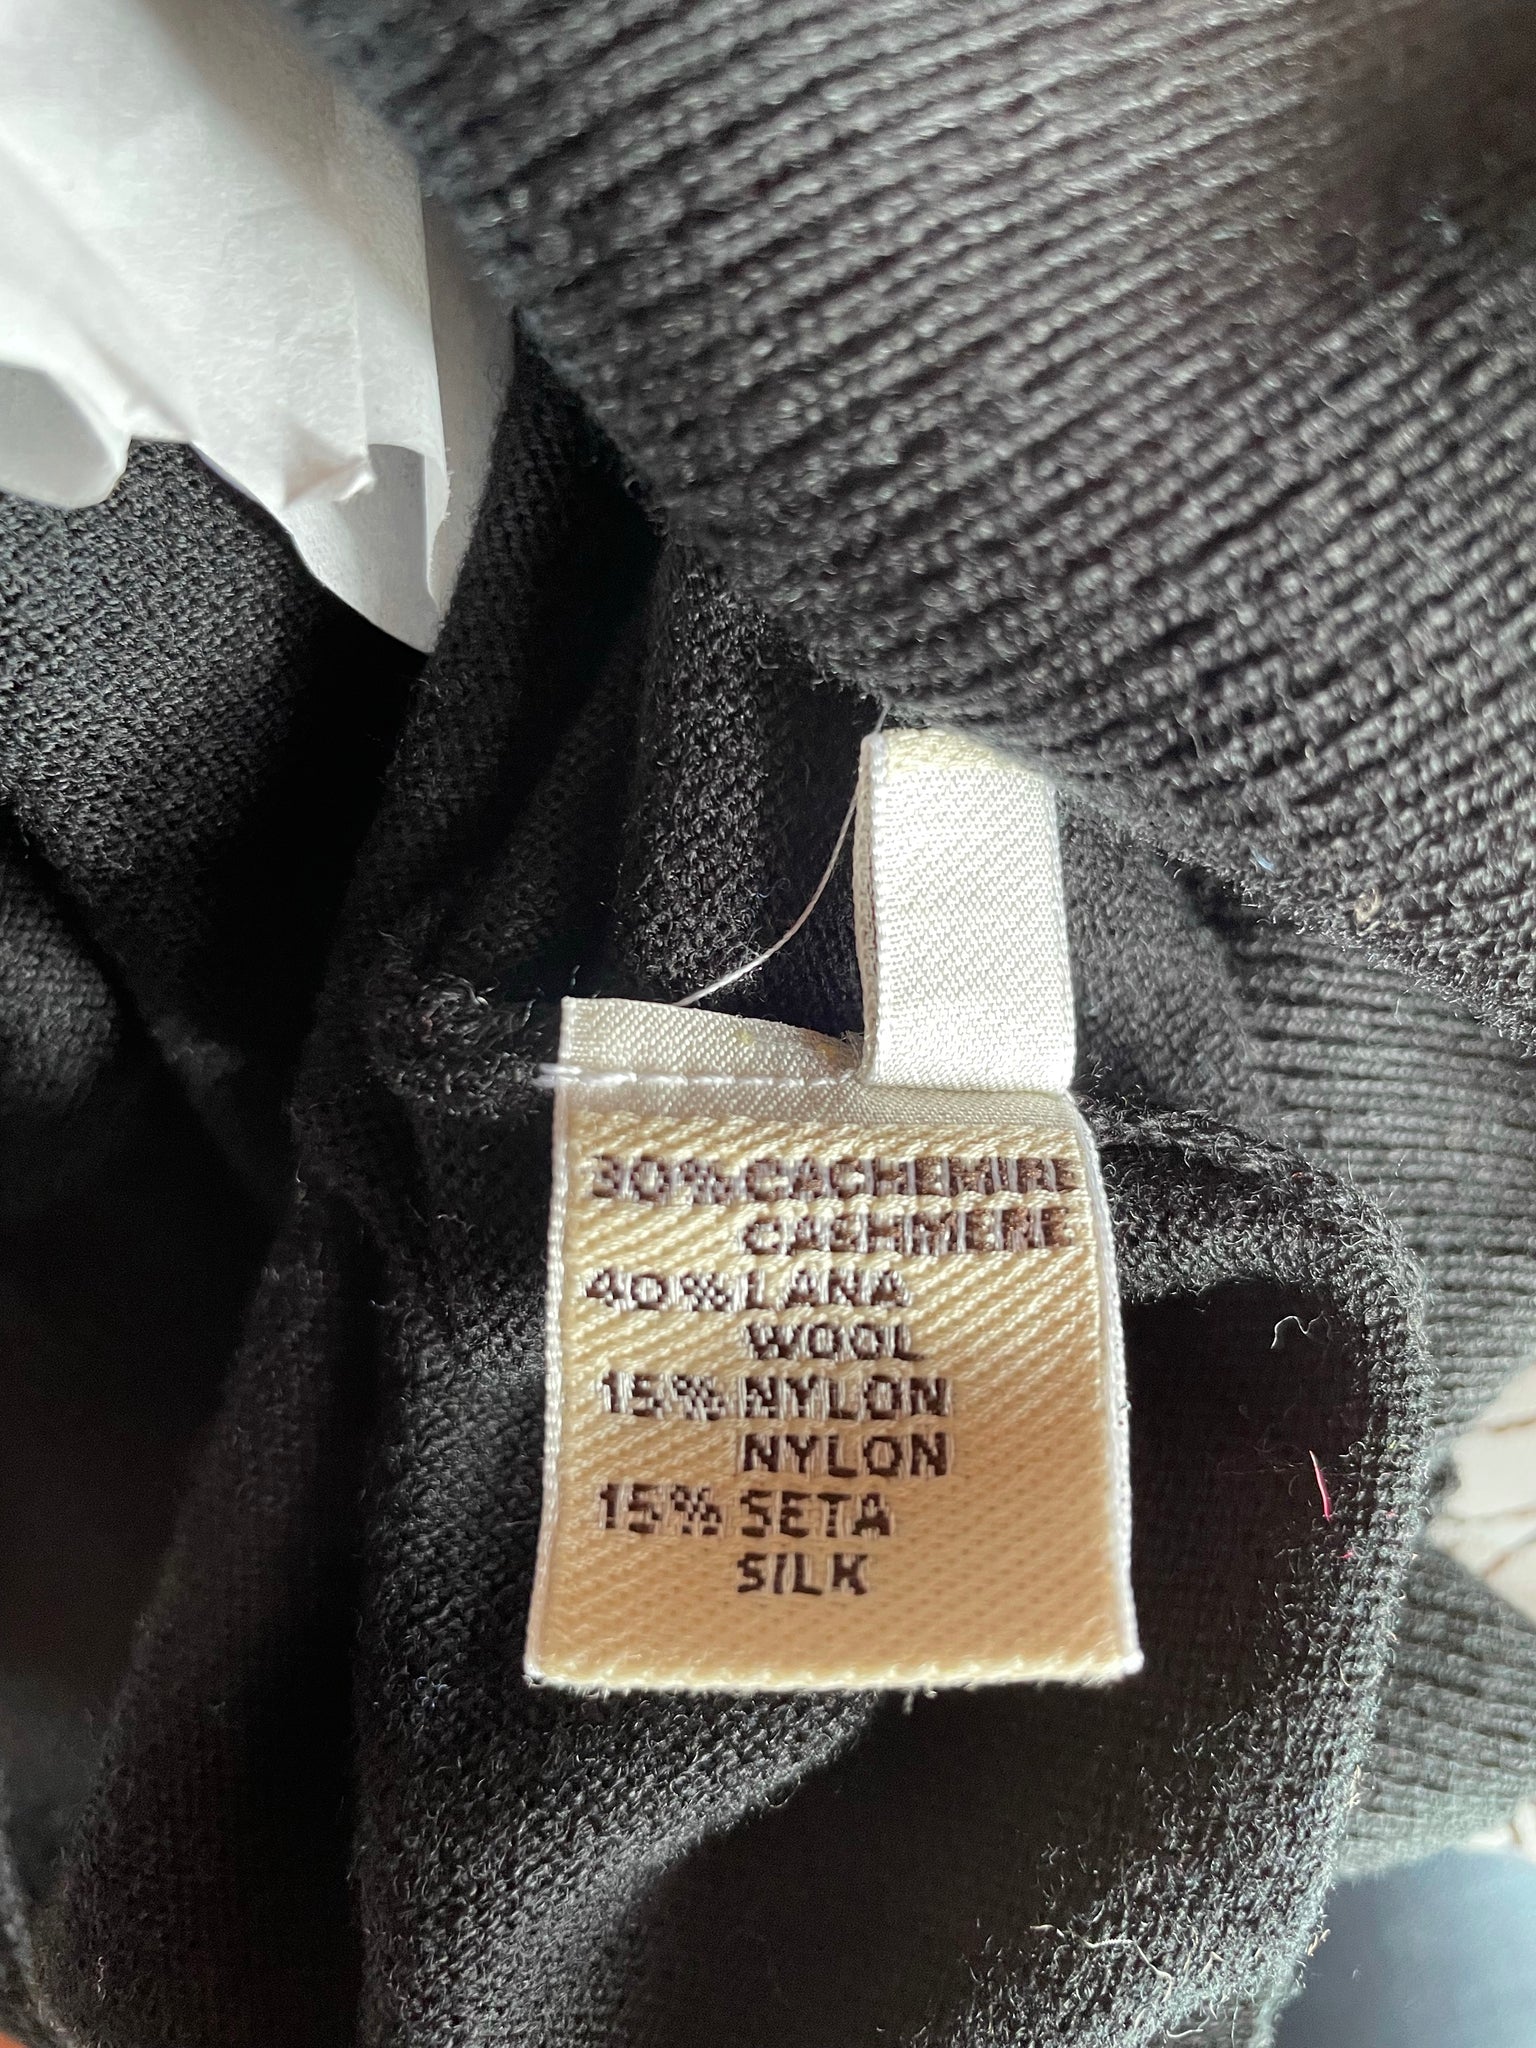 30% CACHEMIRE
CASHMERE
40% LANA
WOOL
15% NYLON
NYLON
15% SETA
SILK